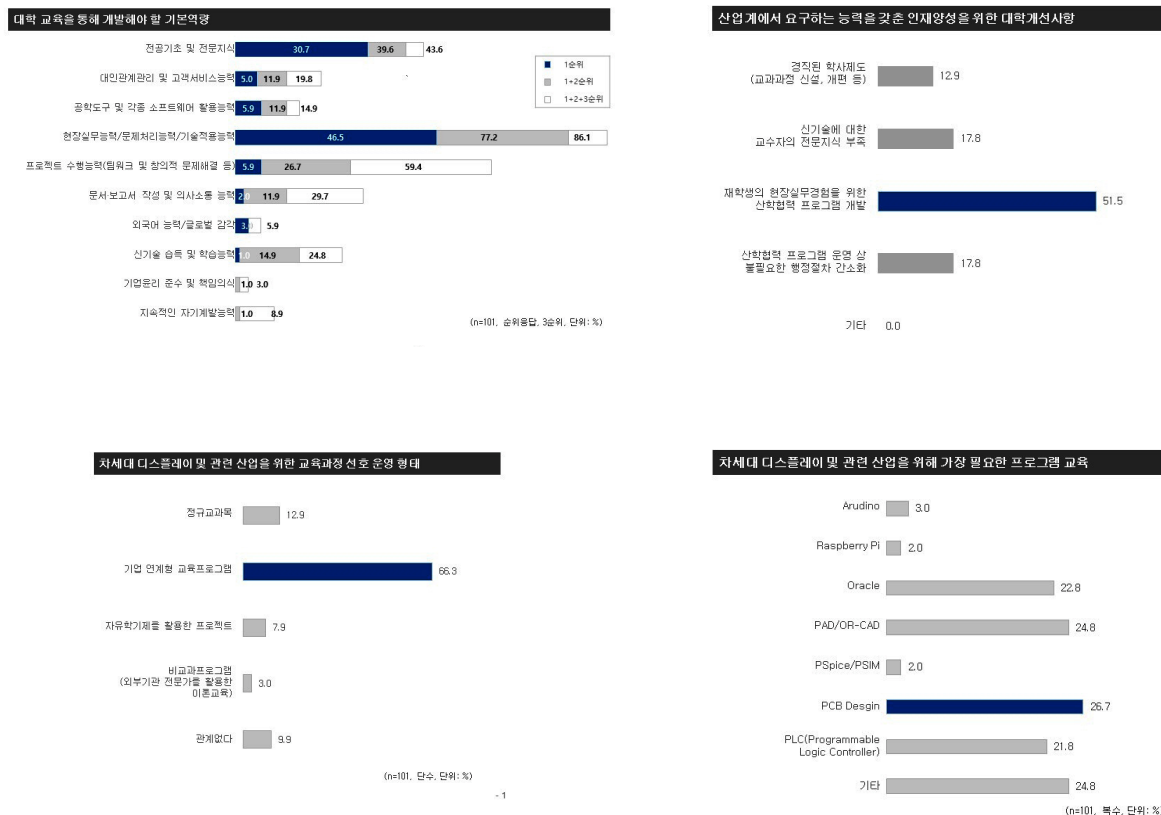 대학 교육을 통해 개발해야 할 기본역량
전공기초 및 전문지식 30.7 39.6 43.6
대인관계관리 및 고객서비스능력 5.0 11.9 19.8
공학도구 및 각종 소프트웨어 활용능력 5.9 11.9 14.9
현장실무능력/문제처리능력/기술적용능력 46.5 77.2 86.1
프로젝트 수행능력(팀워크 및 창의적 문제해결 등) 5.9 26.7 59.4
문서·보고서 작성 및 의사소통 능력 2.0 11.9 29.7
외국어 능력/글로벌 감각 3.0 5.9
신기술 습득 및 학습능력 1.0 14.9 24.8
기업윤리 준수 및 책임의식 1.0 3.0
지속적인 자기계발능력 1.0 8.9
1순위
1+2순위
1+2+3순위
(n=101, 순위응답, 3순위, 단위: %)
산업계에서 요구하는 능력을 갖춘 인재양성을 위한 대학개선사항
경직된 학사제도
(교과과정 신설, 개편 등) 12.9
신기술에 대한
교수자의 전문지식 부족 17.8
재학생의 현장실무경험을 위한
산학협력 프로그램 개발 51.5
산학협력 프로그램 운영 상
불필요한 행정절차 간소화 17.8
기타 0.0
차세대 디스플레이 및 관련 산업을 위한 교육과정 선호 운영 형태
정규교과목 12.9
기업 연계형 교육프로그램 66.3
자유학기제를 활용한 프로젝트 7.9
비교과프로그램
(외부기관 전문가를 활용한
이론교육) 3.0
관계없다 9.9
(n=101, 단수, 단위: %)
- 1
차세대 디스플레이 및 관련 산업을 위해 가장 필요한 프로그램 교육
Arudino 3.0
Raspberry Pi 2.0
Oracle 22.8
PAD/OR-CAD 24.8
PSpice/PSIM 2.0
PCB Desgin 26.7
PLC(Programmable
Logic Controller) 21.8
기타 24.8
(n=101, 복수, 단위: %